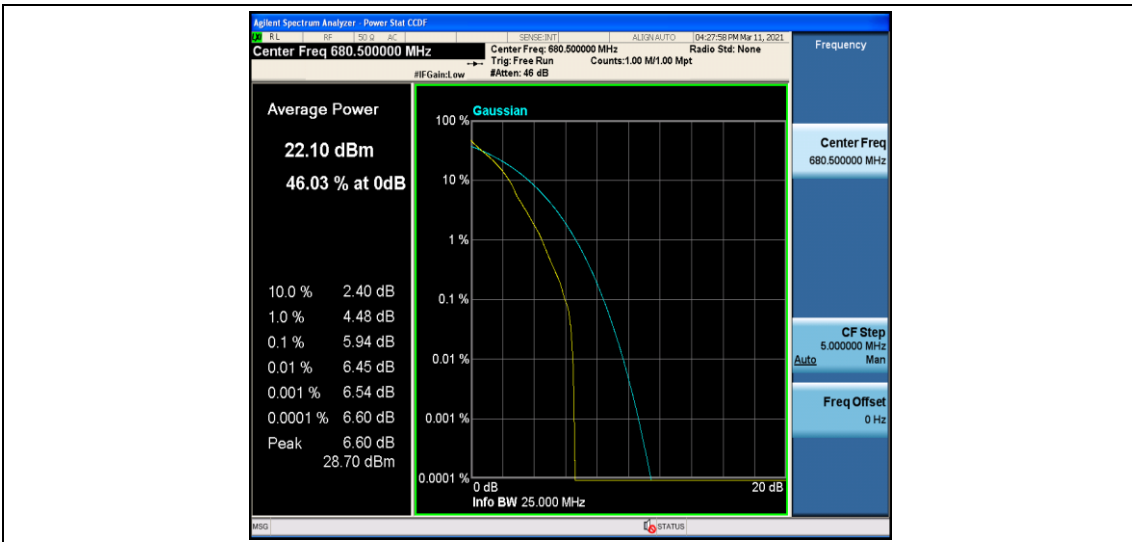 Agilent Spectrum Analyzer - Power Stat CCDF
LXI RL RF 50 Ω AC SENSE:INT ALIGN AUTO 04:27:58 PM Mar 11, 2021
Center Freq 680.500000 MHz
Center Freq: 680.500000 MHz Radio Std: None
Trig: Free Run Counts:1.00 M/1.00 Mpt
#IFGain:Low #Atten: 46 dB
Frequency
Average Power
22.10 dBm
46.03 % at 0dB
10.0 % 2.40 dB
1.0 % 4.48 dB
0.1 % 5.94 dB
0.01 % 6.45 dB
0.001 % 6.54 dB
0.0001 % 6.60 dB
Peak 6.60 dB
28.70 dBm
Gaussian
100 %
10 %
1 %
0.1 %
0.01 %
0.001 %
0.0001 %
0 dB 20 dB
Info BW 25.000 MHz
Center Freq
680.500000 MHz
CF Step
5.000000 MHz
Auto Man
Freq Offset
0 Hz
MSG STATUS